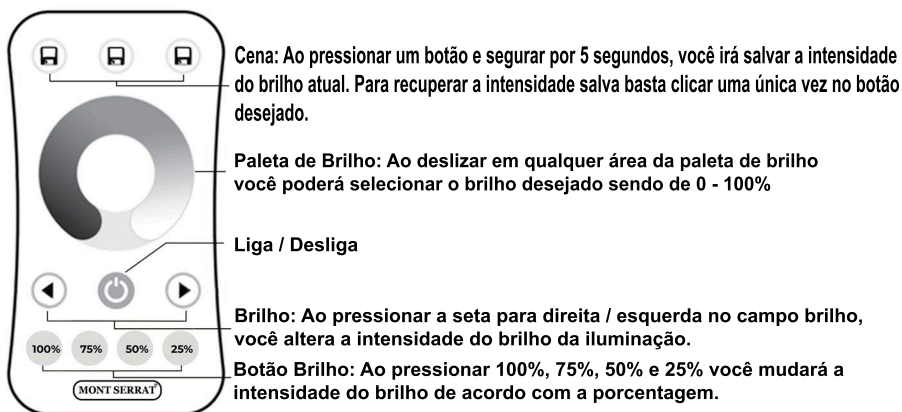 Cena: Ao pressionar um botão e segurar por 5 segundos, você irá salvar a intensidade
do brilho atual. Para recuperar a intensidade salva basta clicar uma única vez no botão
desejado.
Paleta de Brilho: Ao deslizar em qualquer área da paleta de brilho
você poderá selecionar o brilho desejado sendo de 0 - 100%
Liga / Desliga
Brilho: Ao pressionar a seta para direita / esquerda no campo brilho,
você altera a intensidade do brilho da iluminação.
100% 75% 50% 25%
Botão Brilho: Ao pressionar 100%, 75%, 50% e 25% você mudará a
intensidade do brilho de acordo com a porcentagem.
MONT SERRAT